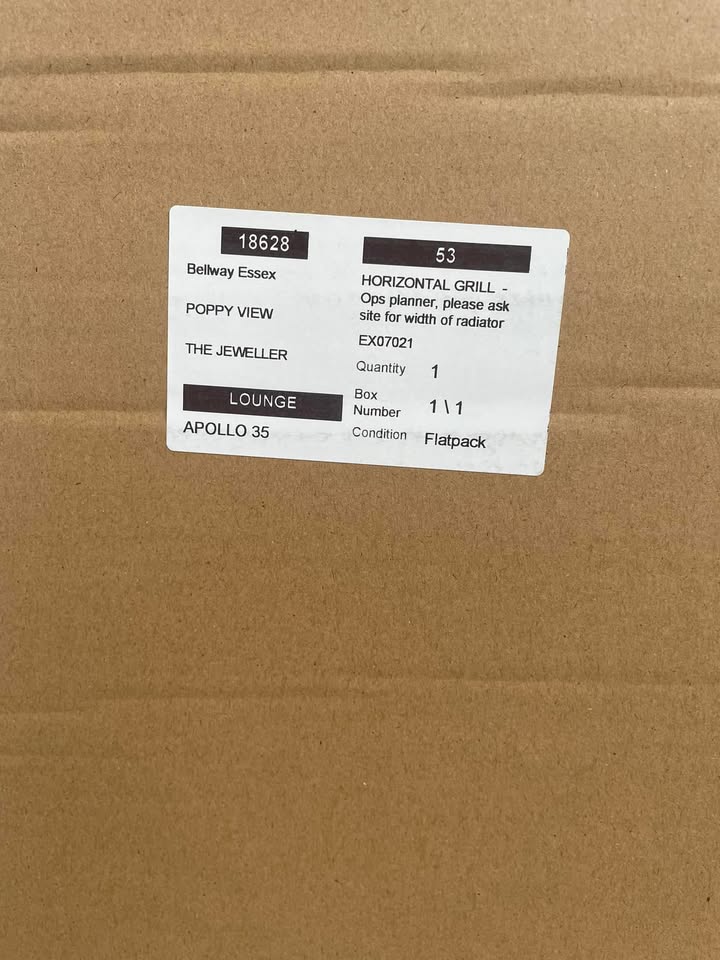 18628
Bellway Essex
POPPY VIEW
THE JEWELLER
LOUNGE
APOLLO 35
53
HORIZONTAL GRILL -
Ops planner, please ask
site for width of radiator
EX07021
Quantity 1
Box
Number 1 \ 1
Condition Flatpack